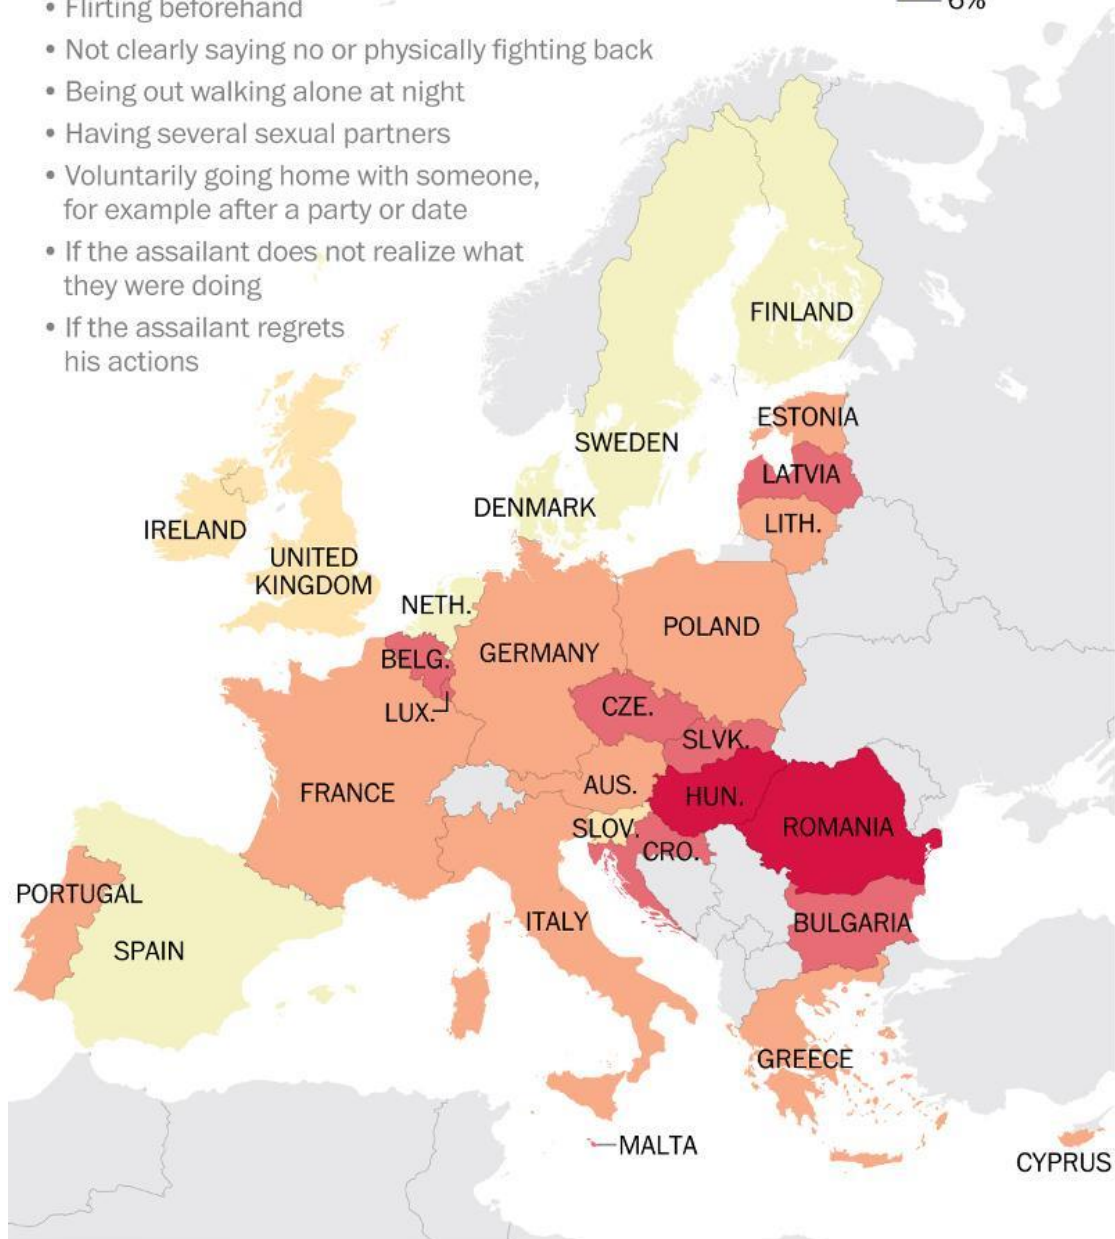 • Flirting beforehand
6%
• Not clearly saying no or physically fighting back
• Being out walking alone at night
• Having several sexual partners
• Voluntarily going home with someone,
for example after a party or date
• If the assailant does not realize what
they were doing
• If the assailant regrets
his actions
FINLAND
ESTONIA
SWEDEN
LATVIA
DENMARK
LITH.
IRELAND
UNITED
KINGDOM
NETH.
POLAND
GERMANY
BELG.
LUX.
CZE.
SLVK.
FRANCE
AUS.
HUN.
SLOV.
ROMANIA
CRO.
PORTUGAL
ITALY
BULGARIA
SPAIN
GREECE
MALTA
CYPRUS